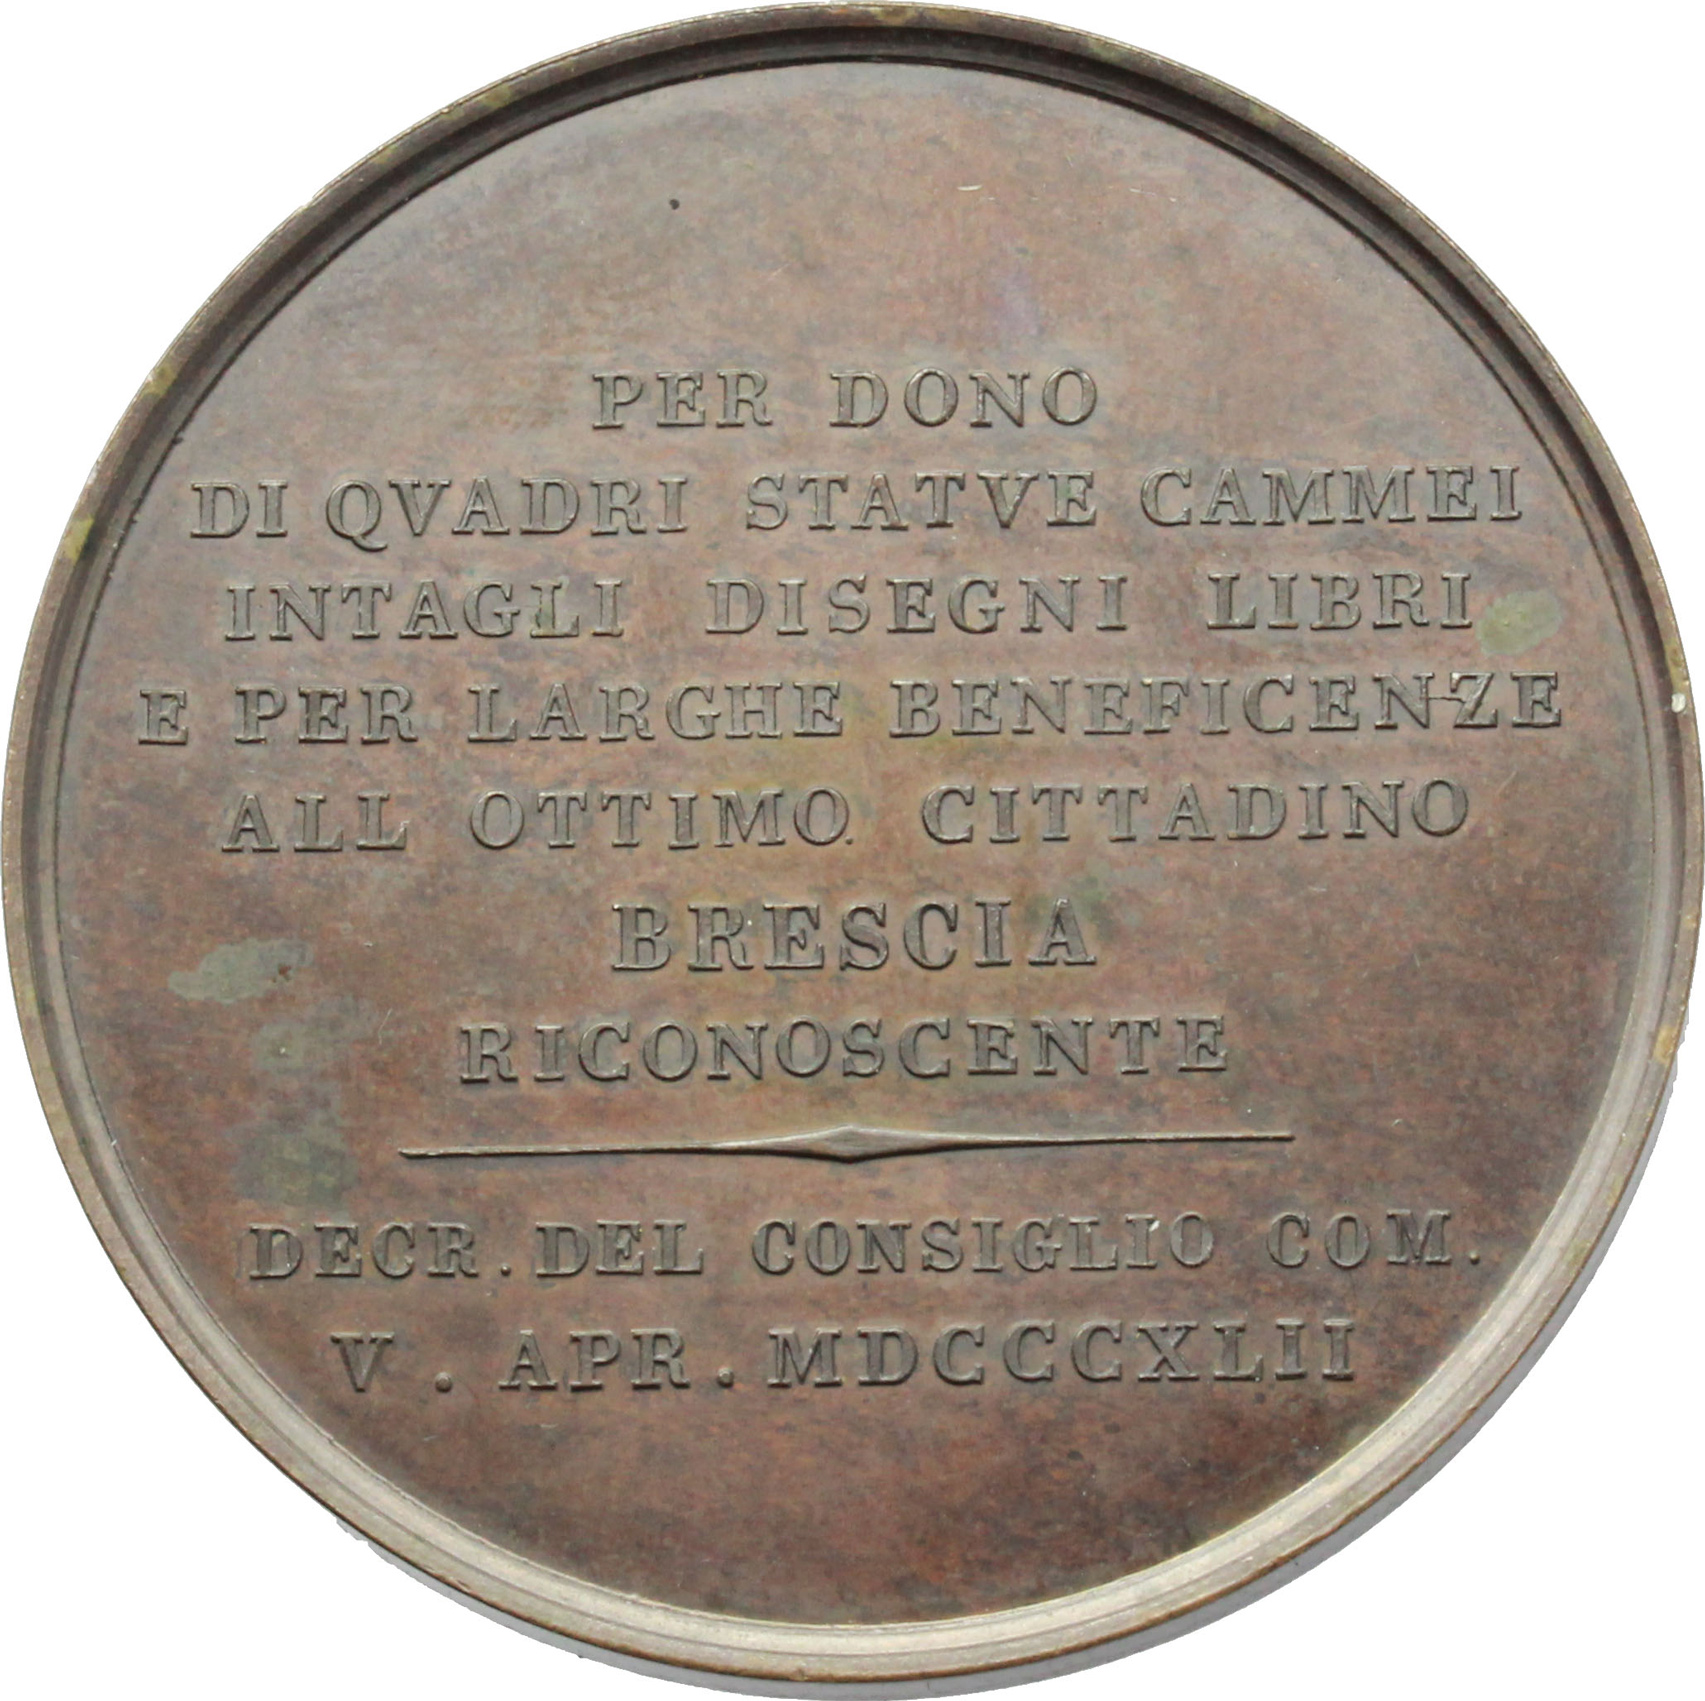 PER DONO
DI QVADRI STATVE CAMMEI
INTAGLI DISEGNI LIBRI
E PER LARGHE BENEFICENZE
ALL OTTIMO CITTADINO
BRESCIA
RICONOSCENTE
DECR. DEL CONSIGLIO COM.
V. APR. MDCCCXLII